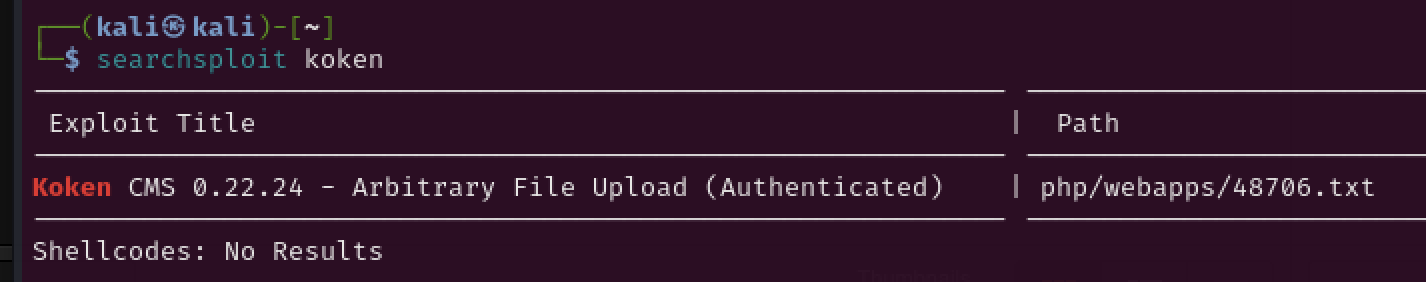 ┌──(kali㉿kali)-[~]
└─$ searchsploit koken
Exploit Title | Path
Koken CMS 0.22.24 - Arbitrary File Upload (Authenticated) | php/webapps/48706.txt
Shellcodes: No Results